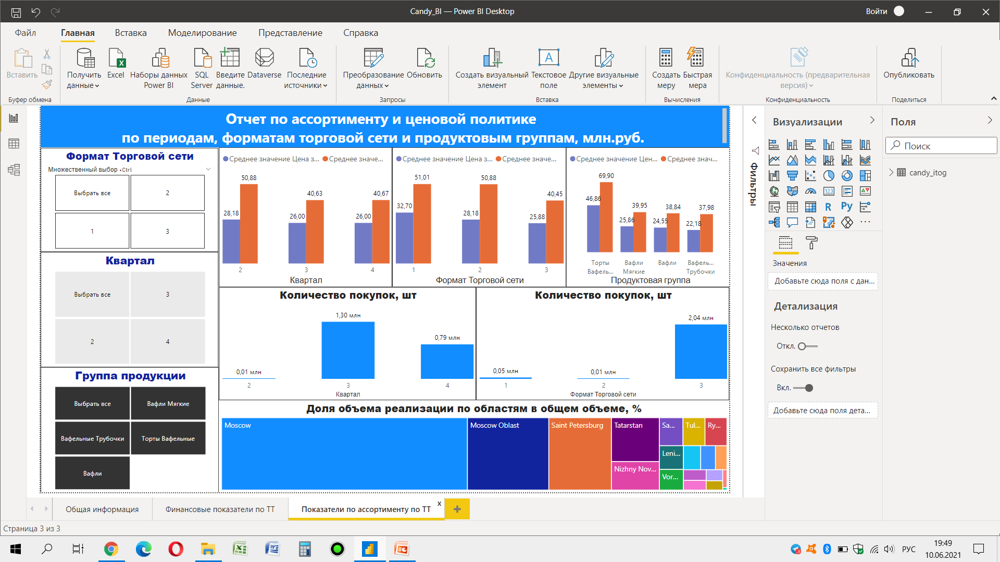 Candy_BI — Power BI Desktop
Войти
Файл
Главная
Вставка
Моделирование
Представление
Справка
Вставить
Буфер обмена
Получить данные
Excel
Наборы данных Power BI
SQL Server
Введите данные.
Dataverse
Последние источники
Данные
Преобразование данных
Обновить
Запросы
Создать визуальный элемент
Текстовое поле
A
Другие визуальные элементы
Вставка
Создать меру
Быстрая мера
Вычисления
Конфиденциальность (предварительная версия)
Конфиденциальность
Опубликовать
Поделиться
Отчет по ассортименту и ценовой политике
по периодам, форматам торговой сети и продуктовым группам, млн.руб.
Формат Торговой сети
Множественный выбор +Ctrl
Выбрать все
2
1
3
Квартал
Выбрать все
3
2
4
Группа продукции
Выбрать все
Вафли Мягкие
Вафельные Трубочки
Торты Вафельные
Вафли
Среднее значение Цена з...
Среднее значе...
50,88
28,18
40,63
26,00
40,67
26,00
2
3
4
Квартал
Среднее значение Цена з...
Среднее значе...
51,01
32,70
50,88
28,18
40,45
25,88
1
2
3
Формат Торговой сети
Среднее значение Цен...
Среднее знач...
69,90
46,86
39,95
25,86
38,84
24,55
37,98
22,18
Торты Вафель...
Вафли Мягкие
Вафли
Вафель... Трубочки
Продуктовая группа
Количество покупок, шт
1,30 млн
0,79 млн
0,01 млн
2
3
4
Квартал
Количество покупок, шт
2,04 млн
0,05 млн
0,01 млн
1
2
3
Формат Торговой сети
Доля объема реализации по областям в общем объеме, %
Moscow
Moscow Oblast
Saint Petersburg
Tatarstan
Nizhny Nov...
Sa...
Tul...
Ry...
Leni...
Vor...
Фильтры
Визуализации
123
R
Py
Значения
Добавьте сюда поля с дан...
Детализация
Несколько отчетов
Откл.
Сохранить все фильтры
Вкл.
Добавьте сюда поля дета...
Поля
Поиск
candy_itog
Общая информация
Финансовые показатели по ТТ
Показатели по ассортименту по ТТ
x
+
Страница 3 из 3
РУС
19:49
10.06.2021